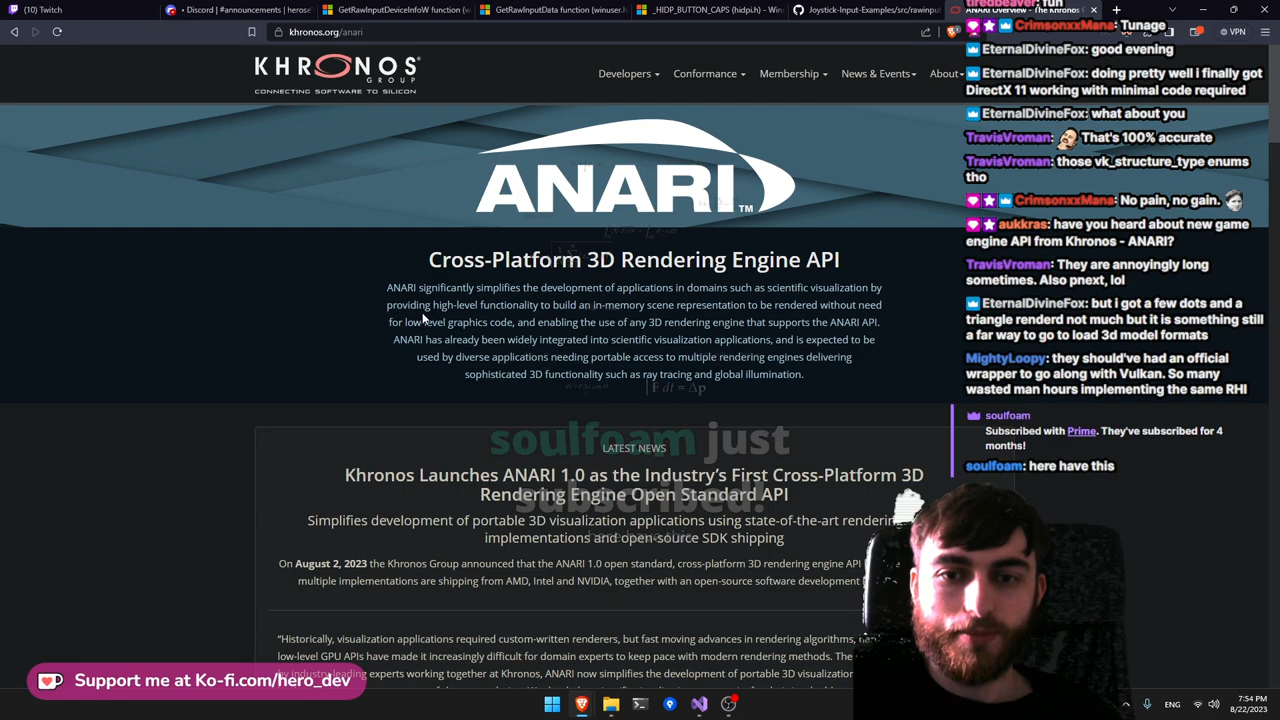 (1) Twitch
• Discord | #announcements | heros
GetRawInputDeviceInfoW function (w
GetRawInputData function (winuser.h
_HIDP_BUTTON_CAPS (hidpi.h) - Win
Joystick-Input-Examples/src/rawinpu
ANARI Overview - The Khronos G
khronos.org/anari
VPN
KHRONOS
GROUP
CONNECTING SOFTWARE TO SILICON
Developers
Conformance
Membership
News & Events
About
ANARI™
Cross-Platform 3D Rendering Engine API
ANARI significantly simplifies the development of applications in domains such as scientific visualization by
providing high-level functionality to build an in-memory scene representation to be rendered without need
for low-level graphics code, and enabling the use of any 3D rendering engine that supports the ANARI API.
ANARI has already been widely integrated into scientific visualization applications, and is expected to be
used by diverse applications needing portable access to multiple rendering engines delivering
sophisticated 3D functionality such as ray tracing and global illumination.
F dt = Δp
soulfoam just
subscribed!
LATEST NEWS
Khronos Launches ANARI 1.0 as the Industry's First Cross-Platform 3D
Rendering Engine Open Standard API
Simplifies development of portable 3D visualization applications using state-of-the-art rendering
implementations and open-source SDK shipping
On August 2, 2023 the Khronos Group announced that the ANARI 1.0 open standard, cross-platform 3D rendering engine API
multiple implementations are shipping from AMD, Intel and NVIDIA, together with an open-source software development
"Historically, visualization applications required custom-written renderers, but fast moving advances in rendering algorithms,
low-level GPU APIs have made it increasingly difficult for domain experts to keep pace with modern rendering methods. The
by industry leading experts working together at Khronos, ANARI now simplifies the development of portable 3D visualization
tiredbeaver: fun
CrimsonxxMana: Tunage
EternalDivineFox: good evening
EternalDivineFox: doing pretty well i finally got
DirectX 11 working with minimal code required
EternalDivineFox: what about you
TravisVroman: That's 100% accurate
TravisVroman: those vk_structure_type enums
tho
CrimsonxxMana: No pain, no gain.
aukkras: have you heard about new game
engine API from Khronos - ANARI?
TravisVroman: They are annoyingly long
sometimes. Also pnext, lol
EternalDivineFox: but i got a few dots and a
triangle renderd not much but it is something still
a far way to go to load 3d model formats
MightyLoopy: they should've had an official
wrapper to go along with Vulkan. So many
wasted man hours implementing the same RHI
soulfoam
Subscribed with Prime. They've subscribed for 4
months!
soulfoam: here have this
Support me at Ko-fi.com/hero_dev
ENG
7:54 PM
8/22/2023